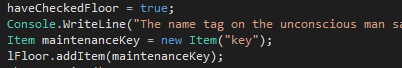 haveCheckedFloor = true;
Console.WriteLine("The name tag on the unconscious man sa
Item maintenanceKey = new Item("key");
lFloor.addItem(maintenanceKey);